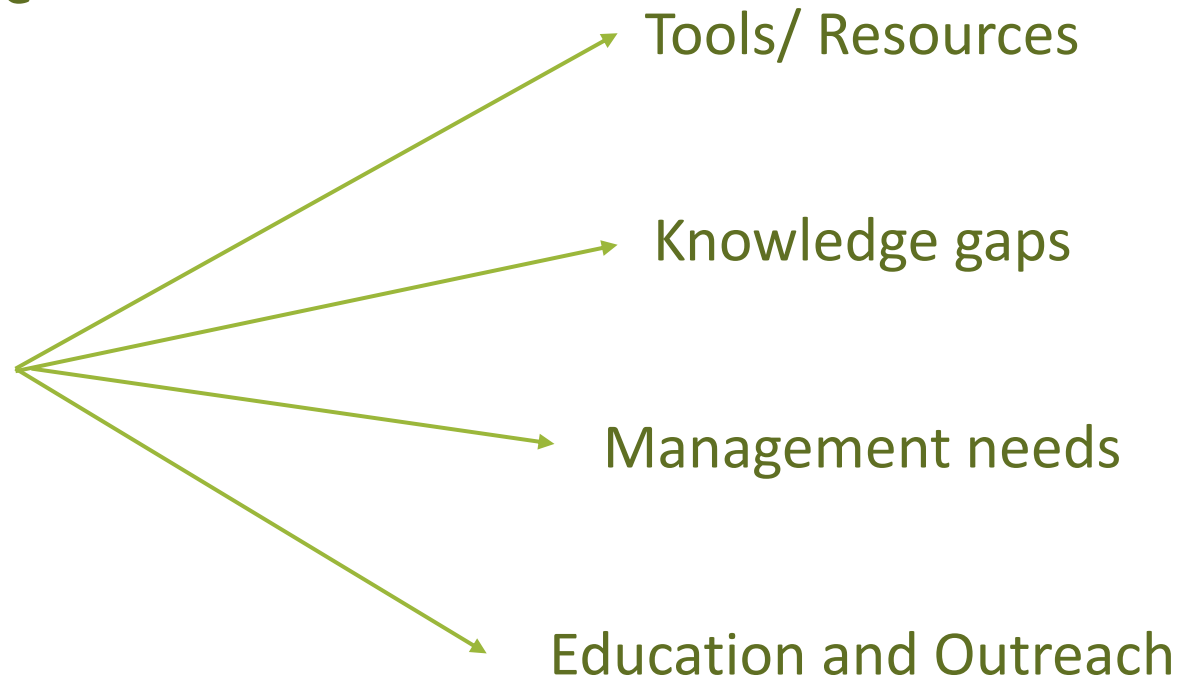 Tools/ Resources
Knowledge gaps
Management needs
Education and Outreach